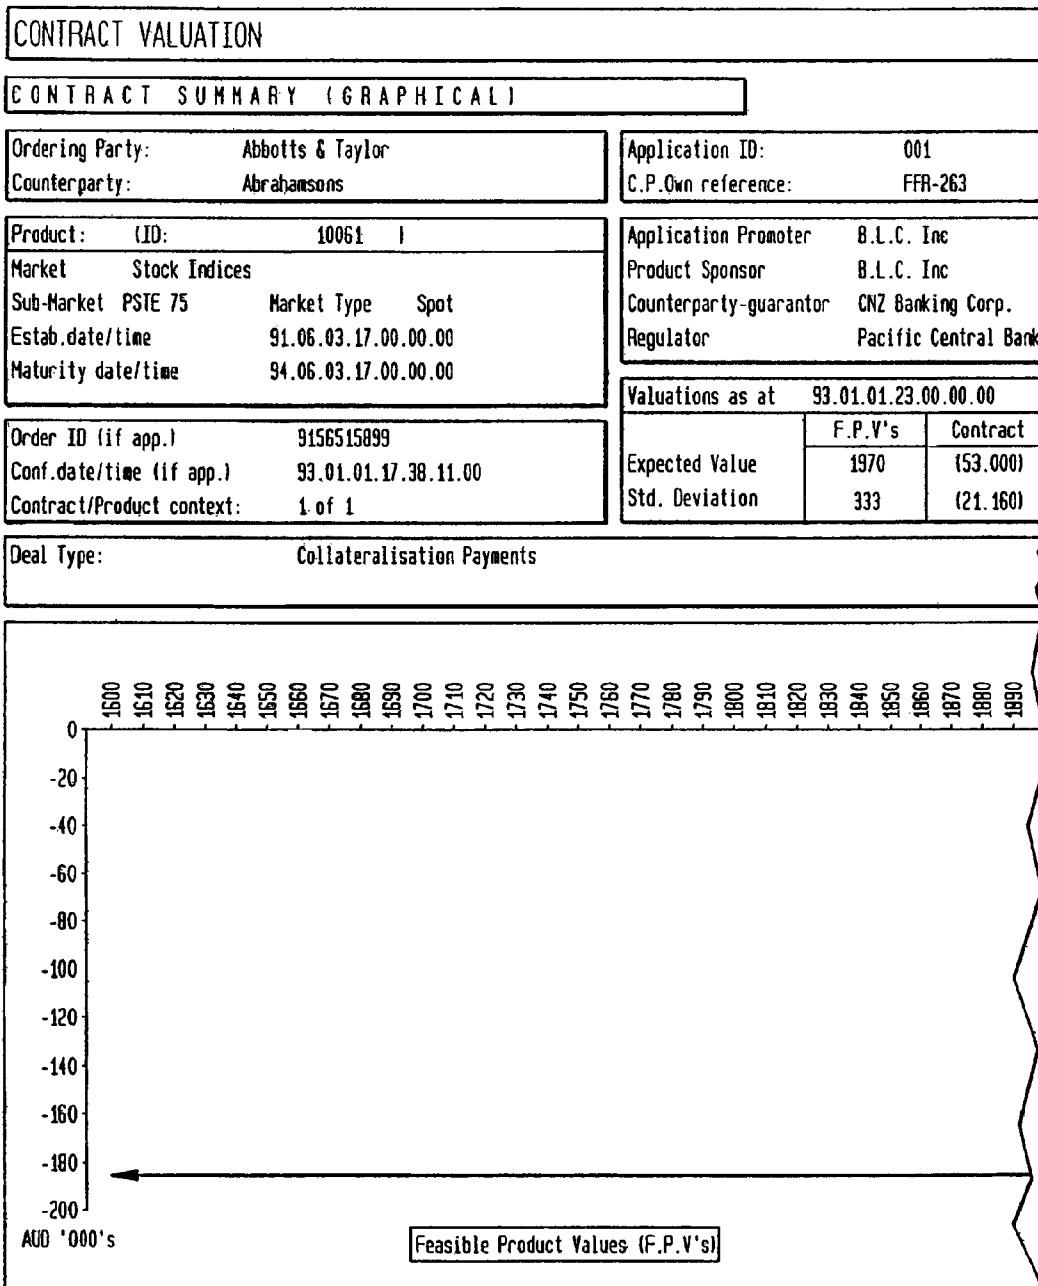 CONTRACT VALUATION
CONTRACT SUMMARY (GRAPHICAL)
Ordering Party: Abbotts & Taylor
Counterparty: Abrahamsons
Application ID: 001
C.P.Own reference: FFR-263
Product: (ID: 10061 )
Market Stock Indices
Sub-Market PSTE 75 Market Type Spot
Estab.date/time 91.06.03.17.00.00.00
Maturity date/time 94.06.03.17.00.00.00
Application Promoter B.L.C. Inc
Product Sponsor B.L.C. Inc
Counterparty-guarantor CNZ Banking Corp.
Regulator Pacific Central Bank
Order ID (if app.) 9156515899
Conf.date/time (if app.) 93.01.01.17.38.11.00
Contract/Product context: 1 of 1
Valuations as at 93.01.01.23.00.00.00
F.P.V's Contract
Expected Value 1970 (53.000)
Std. Deviation 333 (21.160)
Deal Type: Collateralisation Payments
1600 1610 1620 1630 1640 1650 1660 1670 1680 1690 1700 1710 1720 1730 1740 1750 1760 1770 1780 1790 1800 1810 1820 1830 1840 1850 1860 1870 1880 1890
0
-20
-40
-60
-80
-100
-120
-140
-160
-180
-200
AUD '000's
Feasible Product Values (F.P.V's)